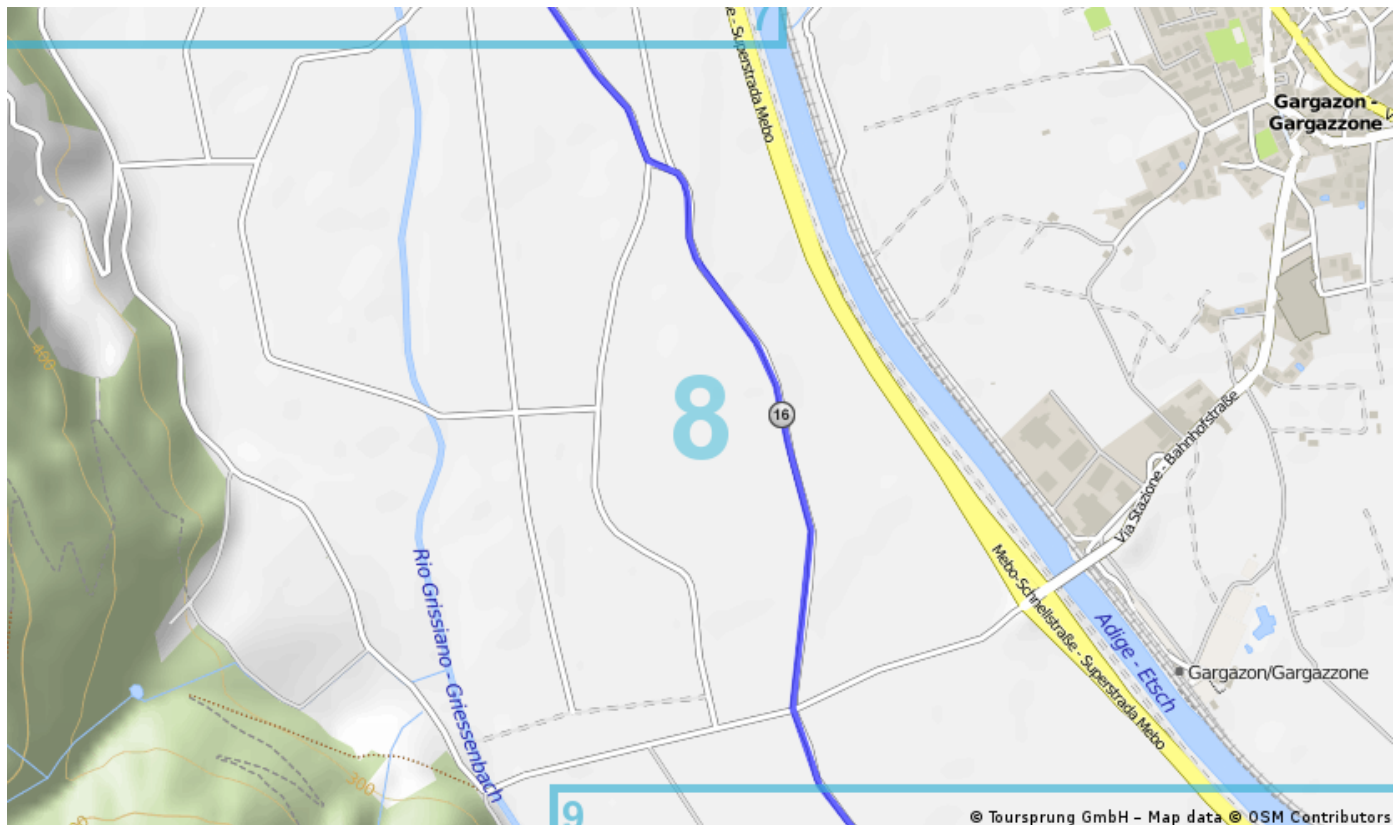 7
e - Superstrada Mebo
Gargazon -
Gargazzone
V
400
8
16
Via Stazione - Bahnhofstraße
Rio Grissiano - Griessenbach
Mebo-Schnellstraße - Superstrada Mebo
Adige - Etsch
Gargazon/Gargazzone
300
9
© Toursprung GmbH – Map data © OSM Contributors